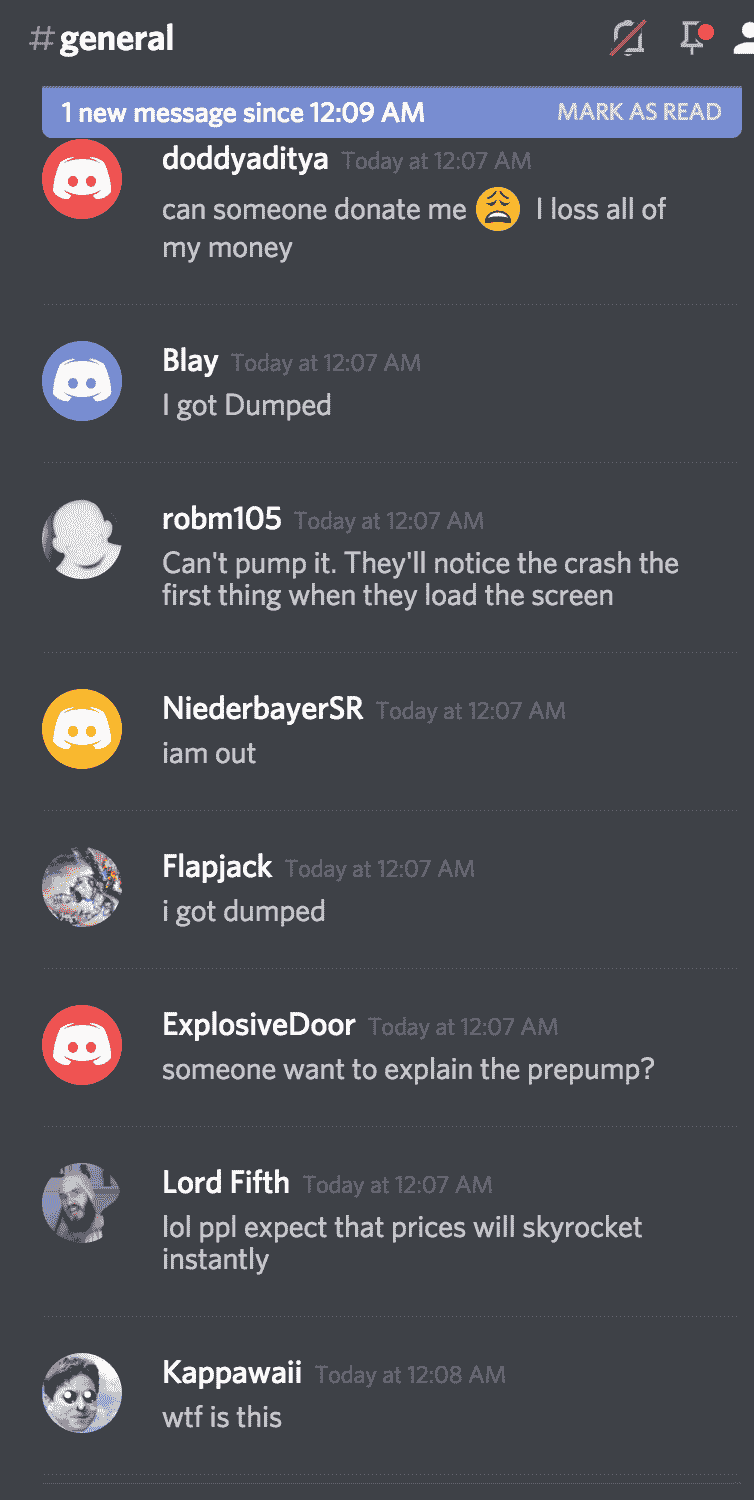 # general
1 new message since 12:09 AM MARK AS READ
doddyaditya Today at 12:07 AM
can someone donate me 😩 I loss all of
my money
Blay Today at 12:07 AM
I got Dumped
robm105 Today at 12:07 AM
Can't pump it. They'll notice the crash the
first thing when they load the screen
NiederbayerSR Today at 12:07 AM
iam out
Flapjack Today at 12:07 AM
i got dumped
ExplosiveDoor Today at 12:07 AM
someone want to explain the prepump?
Lord Fifth Today at 12:07 AM
lol ppl expect that prices will skyrocket
instantly
Kappawaii Today at 12:08 AM
wtf is this